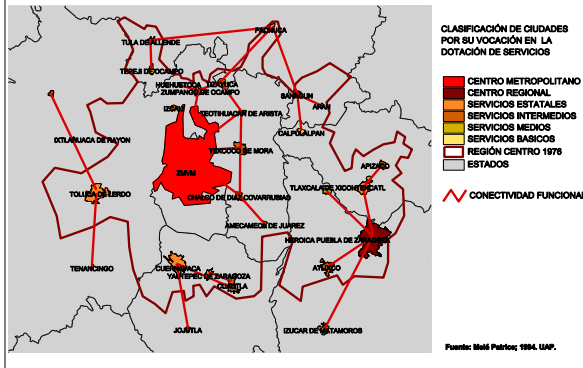 CLASIFICACIÓN DE CIUDADES
POR SU VOCACIÓN EN LA
DOTACIÓN DE SERVICIOS
CENTRO METROPOLITANO
CENTRO REGIONAL
SERVICIOS ESTATALES
SERVICIOS INTERMEDIOS
SERVICIOS MEDIOS
SERVICIOS BASICOS
REGIÓN CENTRO 1976
ESTADOS
CONECTIVIDAD FUNCIONAL
PACHUCA
TULA DE ALLENDE
TEPEJI DE OCAMPO
HUEHUETOCA
TIZAYUCA
ZUMPANGO DE OCAMPO
SAHAGUN
APAN
TEOTIHUACAN DE ARISTA
CALPULALPAN
IXTLAHUACA DE RAYON
TEXCOCO DE MORA
APIZACO
ZMVM
TOLUCA DE LERDO
CHALCO DE DIAZ COVARRUBIAS
TLAXCALA DE XICOHTENCATL
AMECAMECA DE JUAREZ
HEROICA PUEBLA DE ZARAGOZA
TENANCINGO
CUERNAVACA
YAUTEPEC DE ZARAGOZA
CUAUTLA
ATLIXCO
JOJUTLA
IZUCAR DE MATAMOROS
Fuente: Melé Patrice; 1994. UAP.